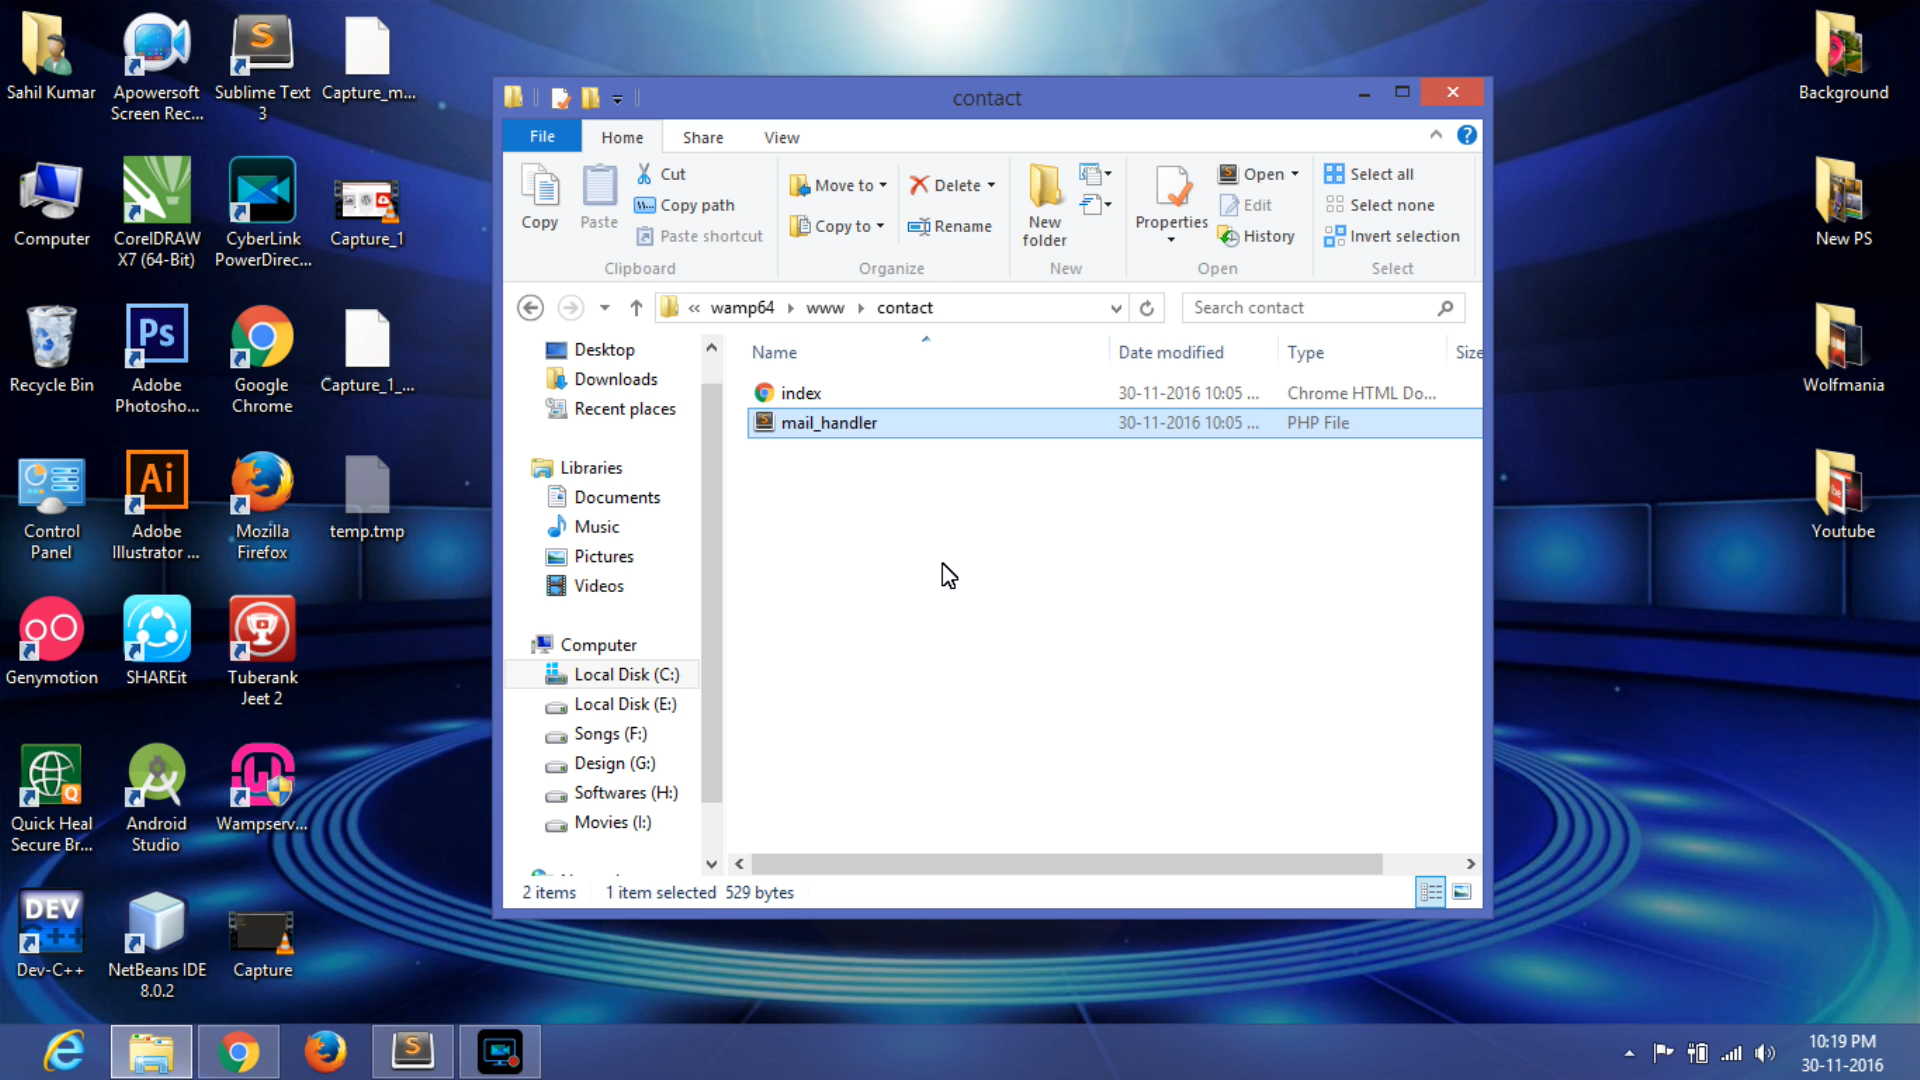 Sahil Kumar
Apowersoft
Screen Rec...
Sublime Text
3
Capture_m...
Computer
CorelDRAW
X7 (64-Bit)
CyberLink
PowerDirec...
Capture_1
Recycle Bin
Ps
Adobe
Photosho...
Google
Chrome
Capture_1_...
Control
Panel
Ai
Adobe
Illustrator ...
Mozilla
Firefox
temp.tmp
Genymotion
SHAREit
Tuberank
Jeet 2
Quick Heal
Secure Br...
Android
Studio
Wampserv...
DEV
C++
Dev-C++
NetBeans IDE
8.0.2
Capture
contact
File
Home
Share
View
Copy
Paste
Cut
Copy path
Paste shortcut
Clipboard
Move to
Copy to
Delete
Rename
Organize
New
folder
New
Properties
Open
Edit
History
Open
Select all
Select none
Invert selection
Select
« wamp64 www contact
Search contact
Desktop
Downloads
Recent places
Libraries
Documents
Music
Pictures
Videos
Computer
Local Disk (C:)
Local Disk (E:)
Songs (F:)
Design (G:)
Softwares (H:)
Movies (I:)
Name Date modified Type Size
index 30-11-2016 10:05 ... Chrome HTML Do...
mail_handler 30-11-2016 10:05 ... PHP File
2 items 1 item selected 529 bytes
Background
New PS
Wolfmania
Youtube
10:19 PM
30-11-2016